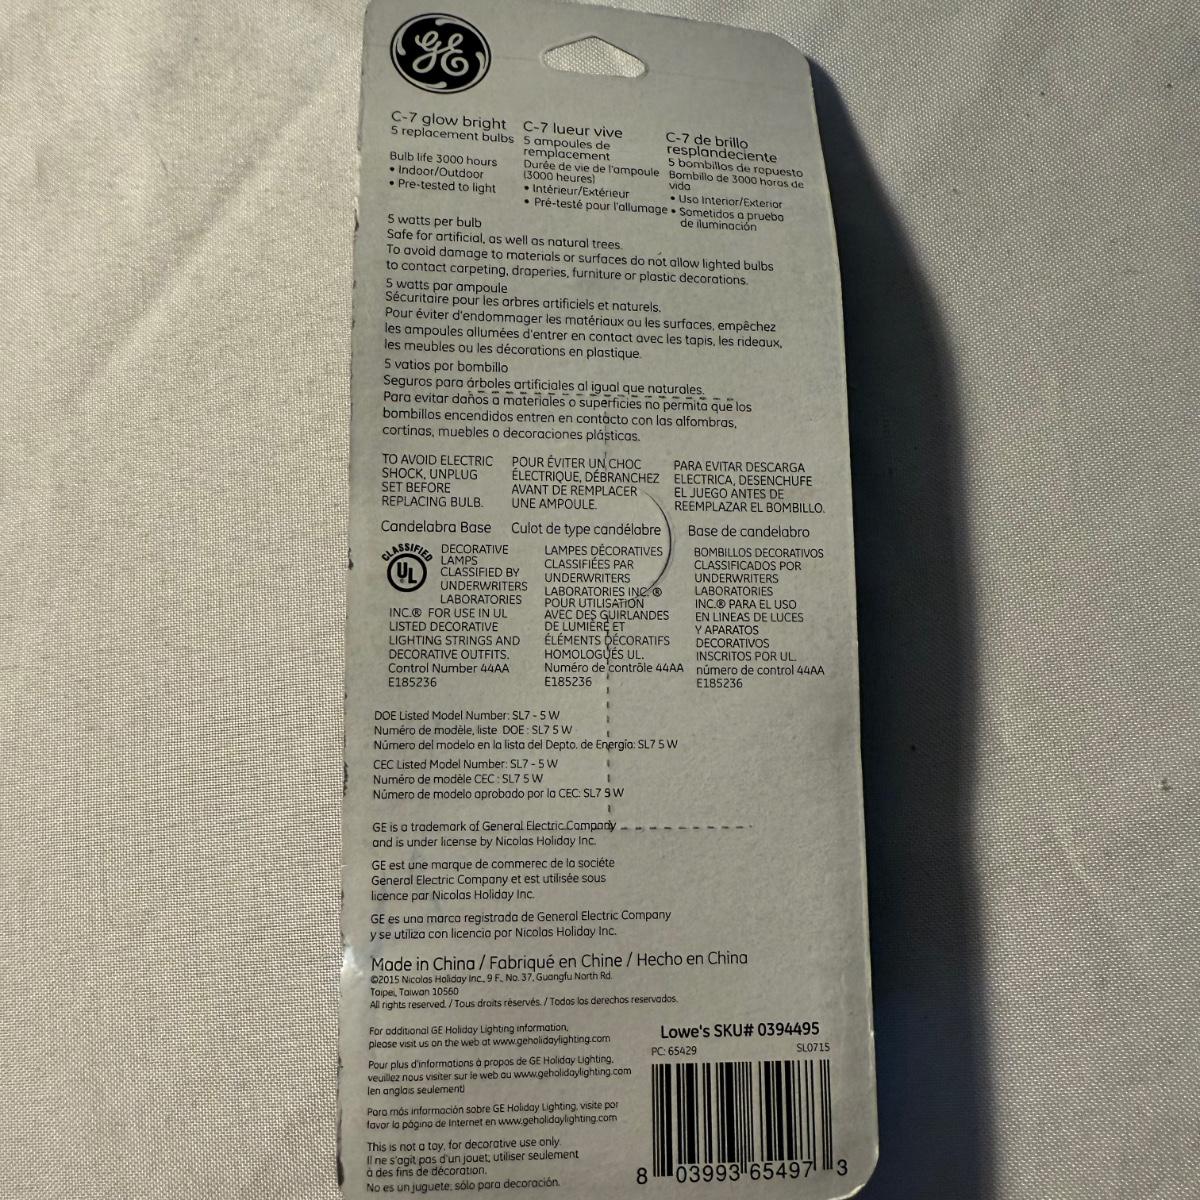 GE
C-7 glow bright
5 replacement bulbs
Bulb life 3000 hours
• Indoor/Outdoor
• Pre-tested to light
C-7 lueur vive
5 ampoules de
remplacement
Durée de vie de l'ampoule
(3000 heures)
• Intérieur/Extérieur
• Pré-testé pour l'allumage
C-7 de brillo
resplandeciente
5 bombillos de ropuesto
Bombillo de 3000 horas de
vida
• Uso Interior/Exterior
• Sometidos a prueba
de iluminación
5 watts per bulb
Safe for artificial, as well as natural trees.
To avoid damage to materials or surfaces do not allow lighted bulbs
to contact carpeting, draperies, furniture or plastic decorations.
5 watts par ampoule
Sécuritaire pour les arbres artificiels et naturels.
Pour éviter d'endommager les matériaux ou les surfaces, empêchez
les ampoules allumées d'entrer en contact avec les tapis, les rideaux,
les meubles ou les décorations en plastique.
5 vatios por bombillo
Seguros para árboles artificiales al igual que naturales.
Para evitar daños a materiales o superficies no permita que los
bombillos encendidos entren en contacto con las alfombras,
cortinas, muebles o decoraciones plásticas.
TO AVOID ELECTRIC
SHOCK, UNPLUG
SET BEFORE
REPLACING BULB.
POUR ÉVITER UN CHOC
ÉLECTRIQUE, DÉBRANCHEZ
AVANT DE REMPLACER
UNE AMPOULE.
PARA EVITAR DESCARGA
ELECTRICA, DESENCHUFE
EL JUEGO ANTES DE
REEMPLAZAR EL BOMBILLO.
Candelabra Base
CLASSIFIED
UL
DECORATIVE
LAMPS
CLASSIFIED BY
UNDERWRITERS
LABORATORIES
INC.® FOR USE IN UL
LISTED DECORATIVE
LIGHTING STRINGS AND
DECORATIVE OUTFITS.
Control Number 44AA
E185236
Culot de type candélabre
LAMPES DÉCORATIVES
CLASSIFIÉES PAR
UNDERWRITERS
LABORATORIES INC.®
POUR UTILISATION
AVEC DES GUIRLANDES
DE LUMIÈRE ET
ÉLÉMENTS DÉCORATIFS
HOMOLOGUÉS UL.
Numéro de contrôle 44AA
E185236
Base de candelabro
BOMBILLOS DECORATIVOS
CLASSIFICADOS POR
UNDERWRITERS
LABORATORIES
INC.® PARA EL USO
EN LINEAS DE LUCES
Y APARATOS
DECORATIVOS
INSCRITOS POR UL.
número de control 44AA
E185236
DOE Listed Model Number: SL7 - 5 W
Numéro de modèle, liste DOE : SL7 5 W
Número del modelo en la lista del Depto. de Energía: SL7 5 W
CEC Listed Model Number: SL7 - 5 W
Numéro de modèle CEC : SL7 5 W
Número de modelo aprobado por la CEC: SL7 5 W
GE is a trademark of General Electric Company
and is under license by Nicolas Holiday Inc.
GE est une marque de commerec de la sociéte
General Electric Company et est utilisée sous
licence par Nicolas Holiday Inc.
GE es una marca registrada de General Electric Company
y se utiliza con licencia por Nicolas Holiday Inc.
Made in China / Fabriqué en Chine / Hecho en China
©2015 Nicolas Holiday Inc., 9 F., No. 37, Guangfu North Rd.
Taipei, Taiwan 10560
All rights reserved. / Tous droits réservés. / Todos los derechos reservados.
For additional GE Holiday Lighting information,
please visit us on the web at www.geholidaylighting.com
Pour plus d'informations à propos de GE Holiday Lighting,
veuillez nous visiter sur le web au www.geholidaylighting.com
(en anglais seulement)
Para más información sobre GE Holiday Lighting, visite por
favor la página de Internet en www.geholidaylighting.com
This is not a toy, for decorative use only.
Il ne s'agit pas d'un jouet; utiliser seulement
à des fins de décoration.
No es un juguete; sólo para decoración.
Lowe's SKU# 0394495
PC: 65429 SL0715
8 03993 65497 3